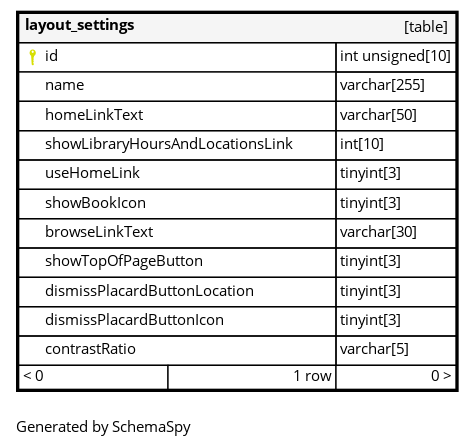 layout_settings [table]
id int unsigned[10]
name varchar[255]
homeLinkText varchar[50]
showLibraryHoursAndLocationsLink int[10]
useHomeLink tinyint[3]
showBookIcon tinyint[3]
browseLinkText varchar[30]
showTopOfPageButton tinyint[3]
dismissPlacardButtonLocation tinyint[3]
dismissPlacardButtonIcon tinyint[3]
contrastRatio varchar[5]
< 0 1 row 0 >
Generated by SchemaSpy